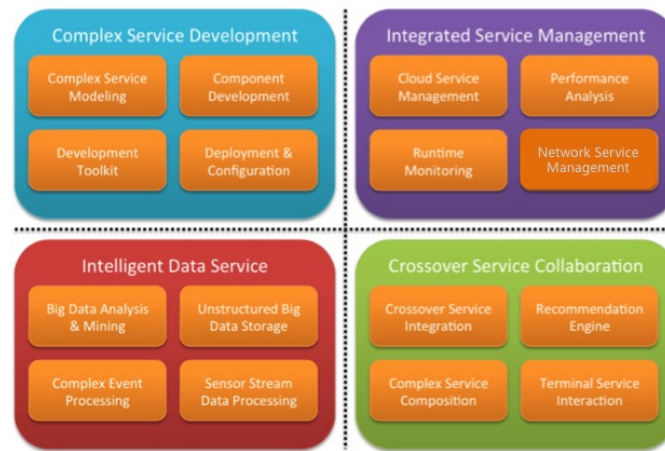 Complex Service Development
Complex Service
Modeling
Component
Development
Development
Toolkit
Deployment &
Configuration
Integrated Service Management
Cloud Service
Management
Performance
Analysis
Runtime
Monitoring
Network Service
Management
Intelligent Data Service
Big Data Analysis
& Mining
Unstructured Big
Data Storage
Complex Event
Processing
Sensor Stream
Data Processing
Crossover Service Collaboration
Crossover Service
Integration
Recommendation
Engine
Complex Service
Composition
Terminal Service
Interaction